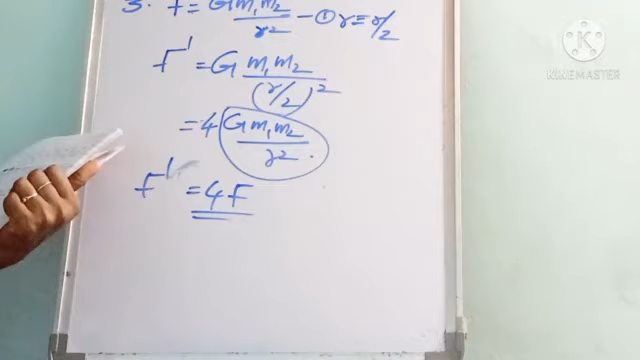 3. F = G m₁m₂/r² - ① r = r/2
F' = G m₁m₂/(r/2)²
= 4 G m₁m₂/r².
F' = 4F
KINEMASTER